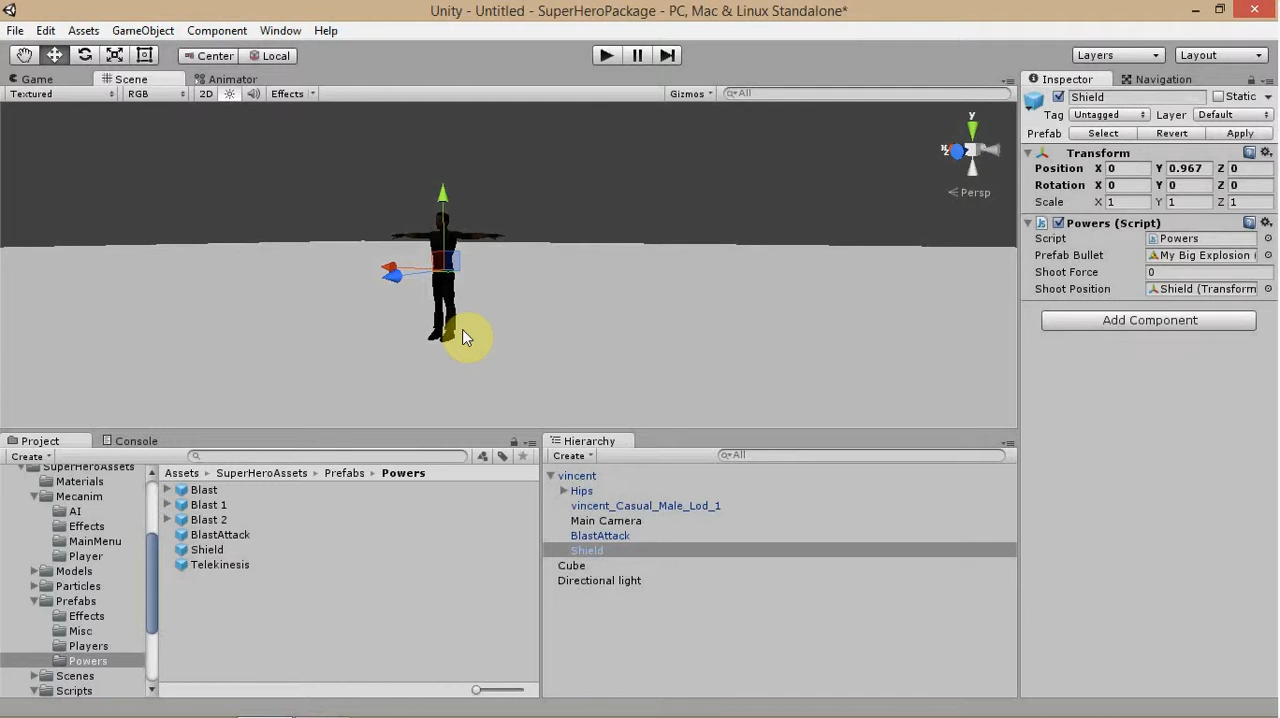 Unity - Untitled - SuperHeroPackage - PC, Mac & Linux Standalone*
File Edit Assets GameObject Component Window Help
Center Local Layers Layout
Game Scene Animator Inspector Navigation
Textured RGB 2D Effects Gizmos All
Shield Static
Tag Untagged Layer Default
Prefab Select Revert Apply
Transform
Position X 0 Y 0.967 Z 0
Rotation X 0 Y 0 Z 0
Scale X 1 Y 1 Z 1
Powers (Script)
Script Powers
Prefab Bullet My Big Explosion (
Shoot Force 0
Shoot Position Shield (Transform
Add Component
y
z
Persp
Project Console
Create
SuperHeroAssets
Materials
Mecanim
AI
Effects
MainMenu
Player
Models
Particles
Prefabs
Effects
Misc
Players
Powers
Scenes
Scripts
Assets SuperHeroAssets Prefabs Powers
Blast
Blast 1
Blast 2
BlastAttack
Shield
Telekinesis
Hierarchy
Create All
vincent
Hips
vincent_Casual_Male_Lod_1
Main Camera
BlastAttack
Shield
Cube
Directional light